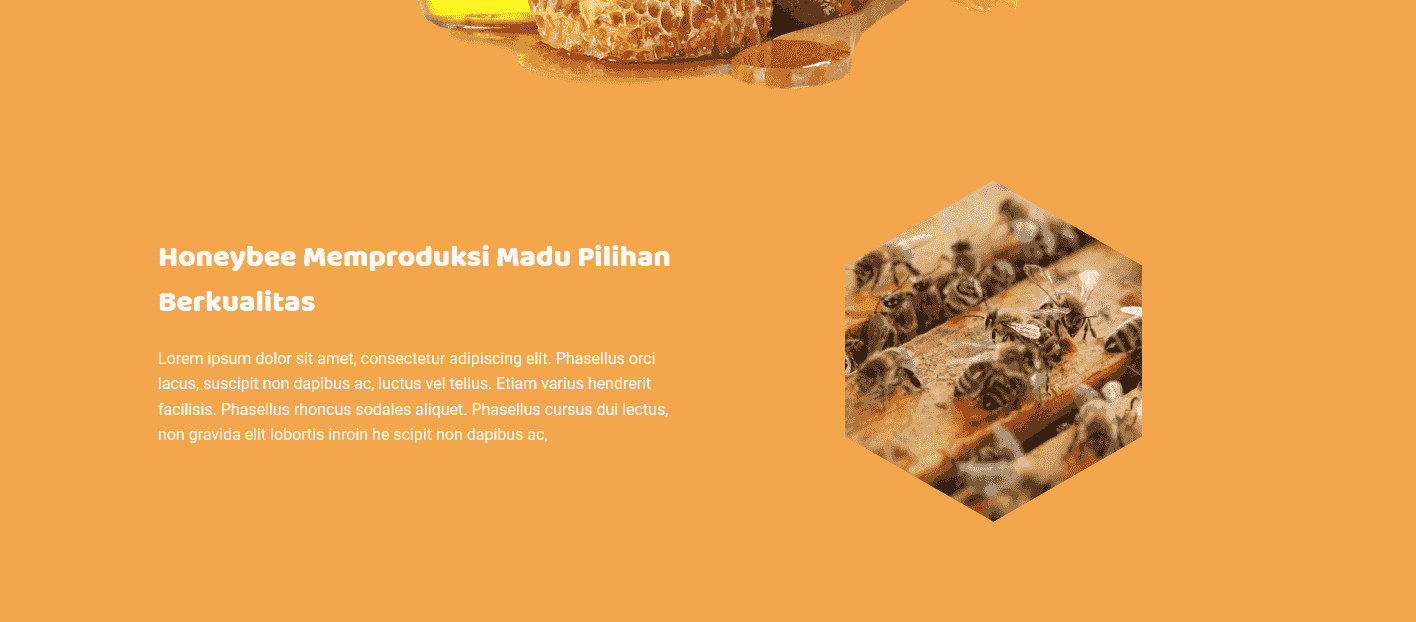 Honeybee Memproduksi Madu Pilihan
Berkualitas
Lorem ipsum dolor sit amet, consectetur adipiscing elit. Phasellus orci
lacus, suscipit non dapibus ac, luctus vel tellus. Etiam varius hendrerit
facilisis. Phasellus rhoncus sodales aliquet. Phasellus cursus dui lectus,
non gravida elit lobortis inroin he scipit non dapibus ac,